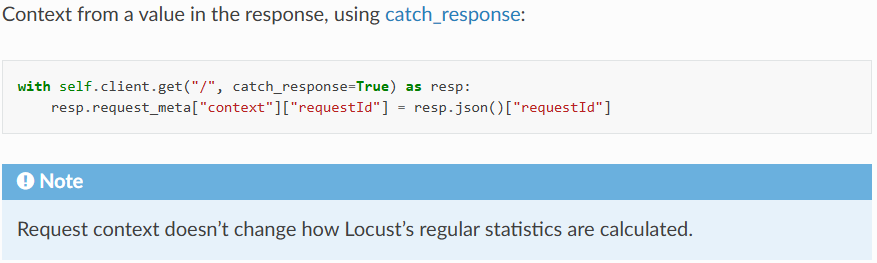 Context from a value in the response, using catch_response:
with self.client.get("/", catch_response=True) as resp:
    resp.request_meta["context"]["requestId"] = resp.json()["requestId"]
Note
Request context doesn’t change how Locust’s regular statistics are calculated.